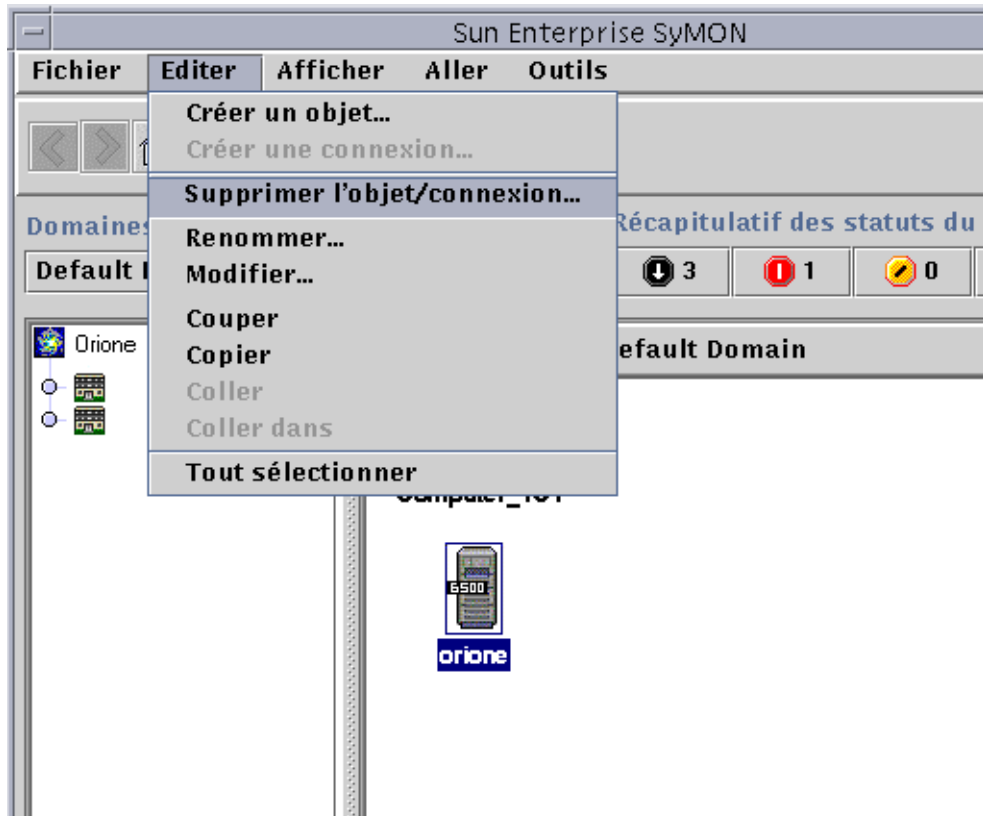 Sun Enterprise SyMON
Fichier Editer Afficher Aller Outils
Créer un objet...
Créer une connexion...
Supprimer l'objet/connexion...
Domaines Récapitulatif des statuts du
Renommer...
Default 3 1 0
Modifier...
Couper
Orione
Copier
Default Domain
Coller
Coller dans
Tout sélectionner
6500
orione